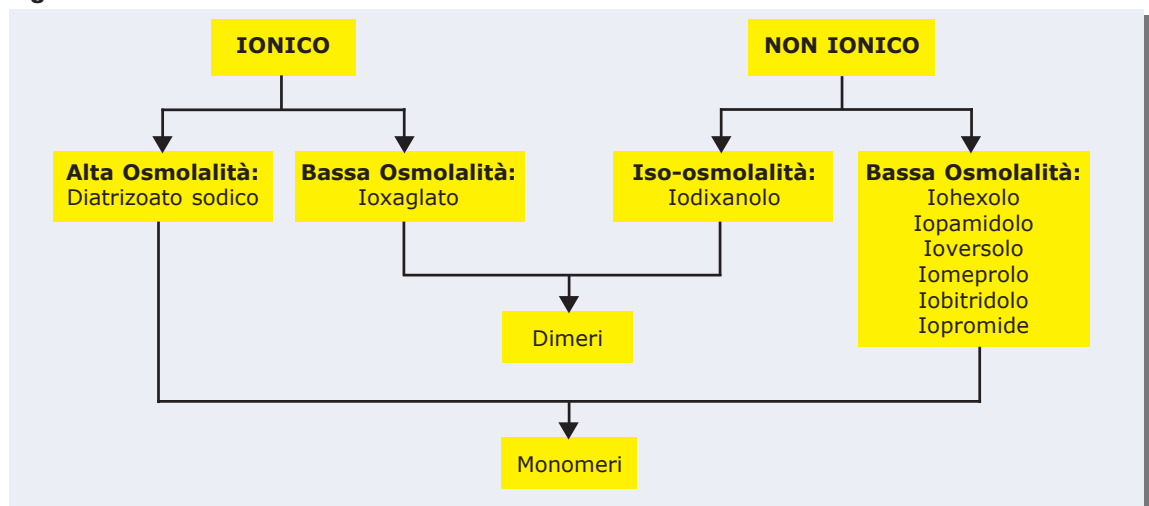 IONICO
NON IONICO
Alta Osmolalità:
Diatrizoato sodico
Bassa Osmolalità:
Ioxaglato
Iso-osmolalità:
Iodixanolo
Bassa Osmolalità:
Iohexolo
Iopamidolo
Ioversolo
Iomeprolo
Iobitridolo
Iopromide
Dimeri
Monomeri